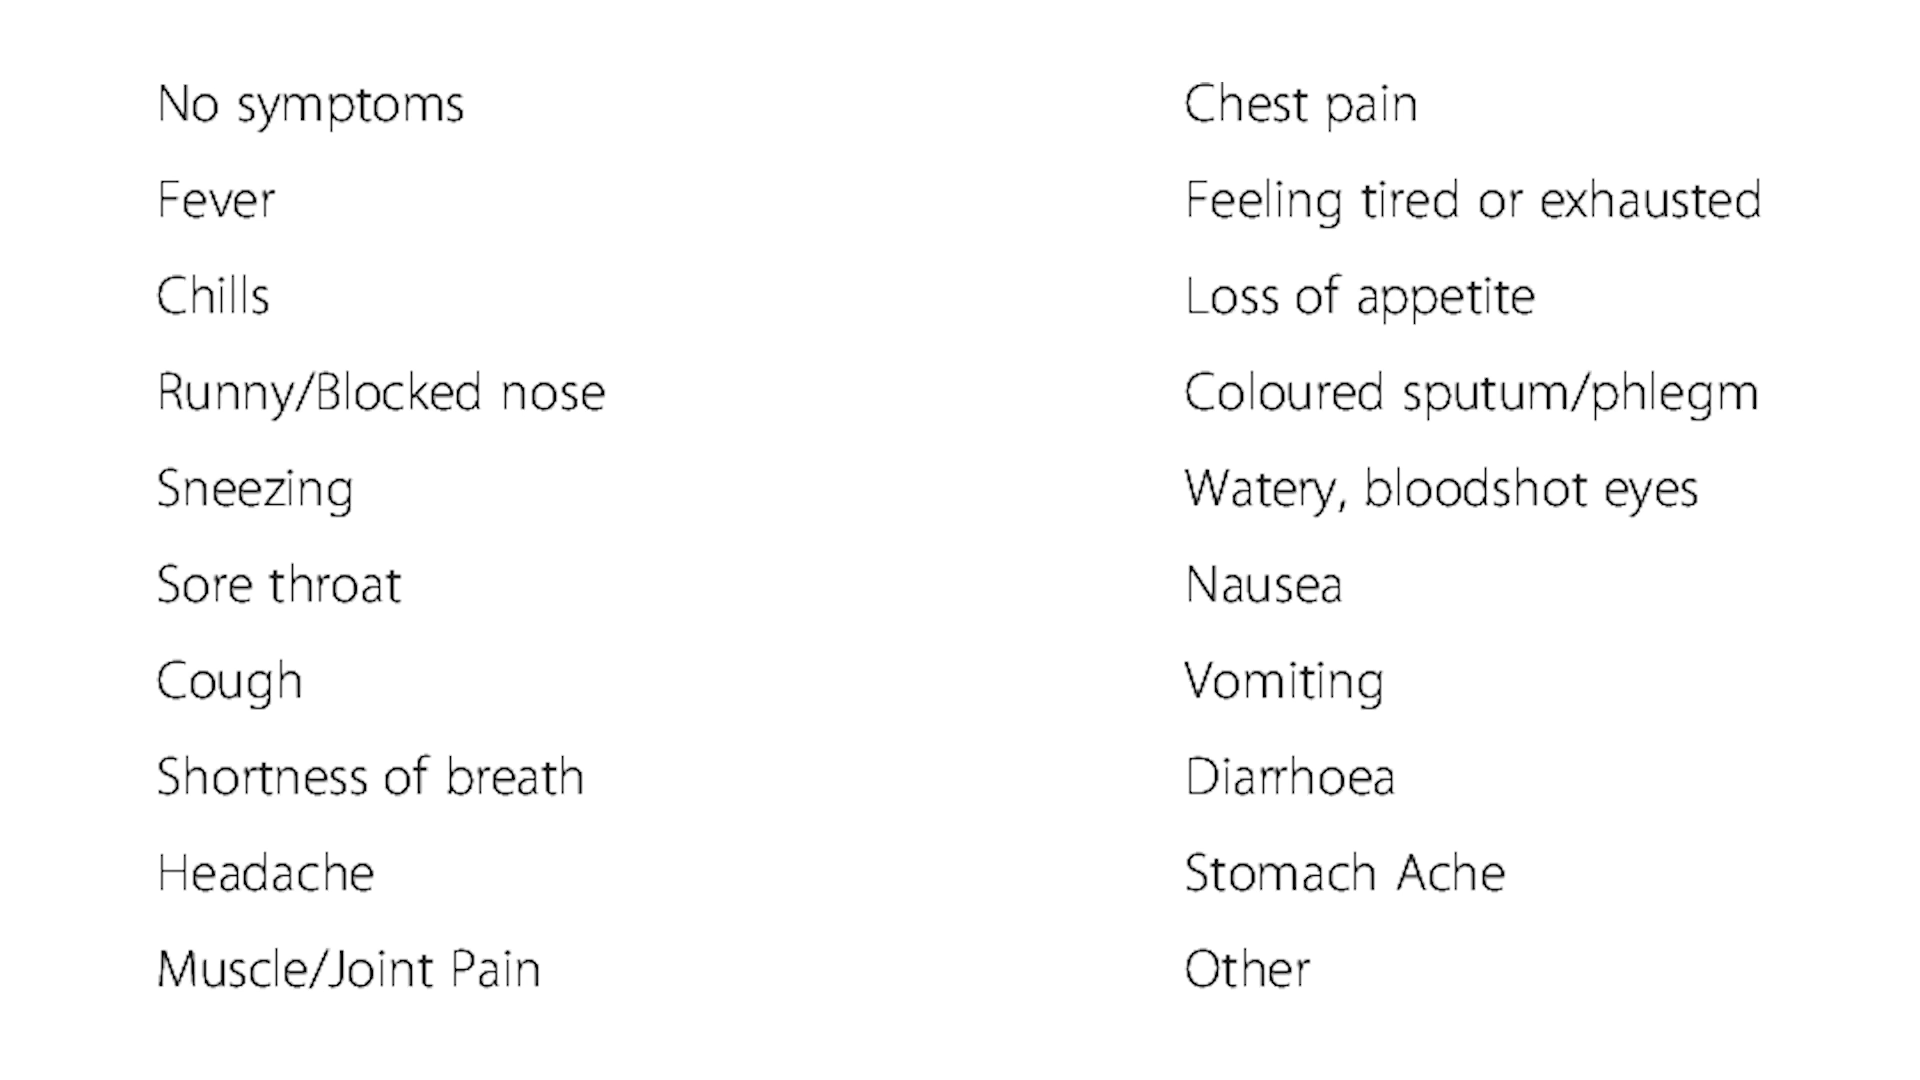 No symptoms
Fever
Chills
Runny/Blocked nose
Sneezing
Sore throat
Cough
Shortness of breath
Headache
Muscle/Joint Pain
Chest pain
Feeling tired or exhausted
Loss of appetite
Coloured sputum/phlegm
Watery, bloodshot eyes
Nausea
Vomiting
Diarrhoea
Stomach Ache
Other